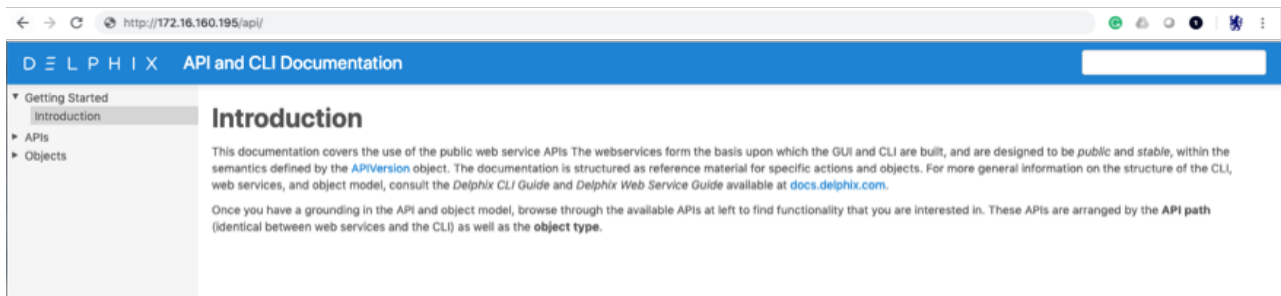 http://172.16.160.195/api/
DELPHIX API and CLI Documentation
Getting Started
Introduction
APIs
Objects
Introduction
This documentation covers the use of the public web service APIs The webservices form the basis upon which the GUI and CLI are built, and are designed to be public and stable, within the
semantics defined by the APIVersion object. The documentation is structured as reference material for specific actions and objects. For more general information on the structure of the CLI,
web services, and object model, consult the Delphix CLI Guide and Delphix Web Service Guide available at docs.delphix.com.
Once you have a grounding in the API and object model, browse through the available APIs at left to find functionality that you are interested in. These APIs are arranged by the API path
(identical between web services and the CLI) as well as the object type.